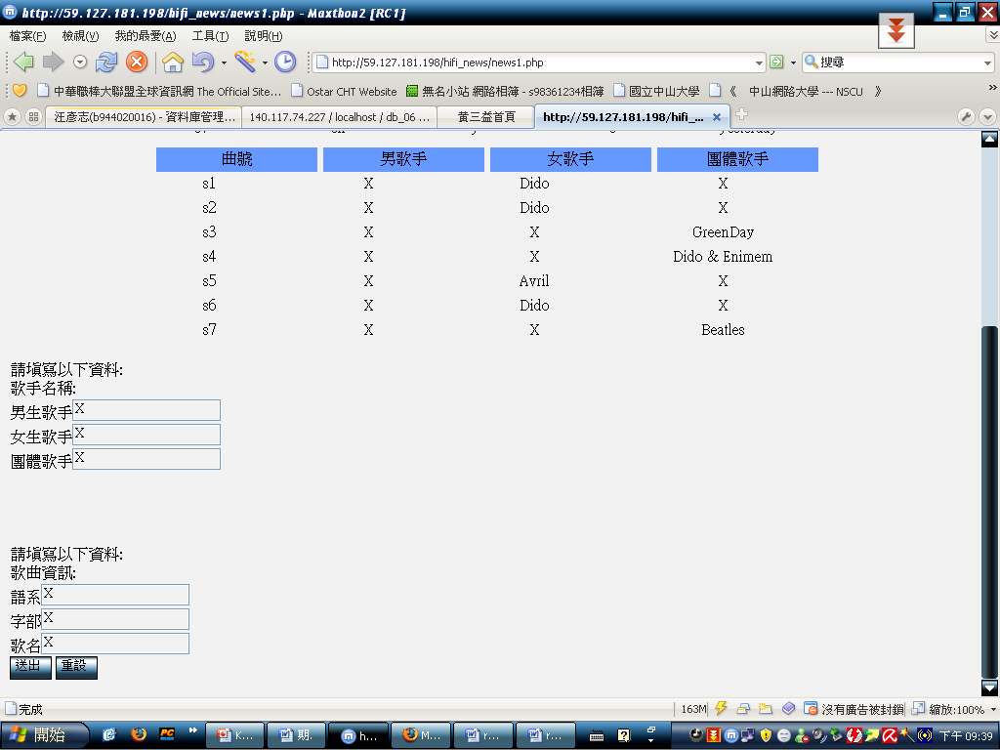 http://59.127.181.198/hifi_news/news1.php - Maxthon2 [RC1]
檔案(F) 檢視(V) 我的最愛(A) 工具(T) 說明(H)
http://59.127.181.198/hifi_news/news1.php 搜尋
中華職棒大聯盟全球資訊網 The Official Site... Ostar CHT Website 無名小站 網路相簿 - s98361234相簿 國立中山大學 《 中山網路大學 --- NSCU 》
汪彥志(b944020016) - 資料庫管理... 140.117.74.227 / localhost / db_06 ... 黃三益首頁 http://59.127.181.198/hifi_...
yesterday
曲號 男歌手 女歌手 團體歌手
s1 X Dido X
s2 X Dido X
s3 X X GreenDay
s4 X X Dido & Enimem
s5 X Avril X
s6 X Dido X
s7 X X Beatles
請填寫以下資料:
歌手名稱:
男生歌手 X
女生歌手 X
團體歌手 X
請填寫以下資料:
歌曲資訊:
語系 X
字部 X
歌名 X
送出 重設
完成 163M 沒有廣告被封鎖 縮放:100%
開始 K... 期... h... M... r... r... 下午 09:39